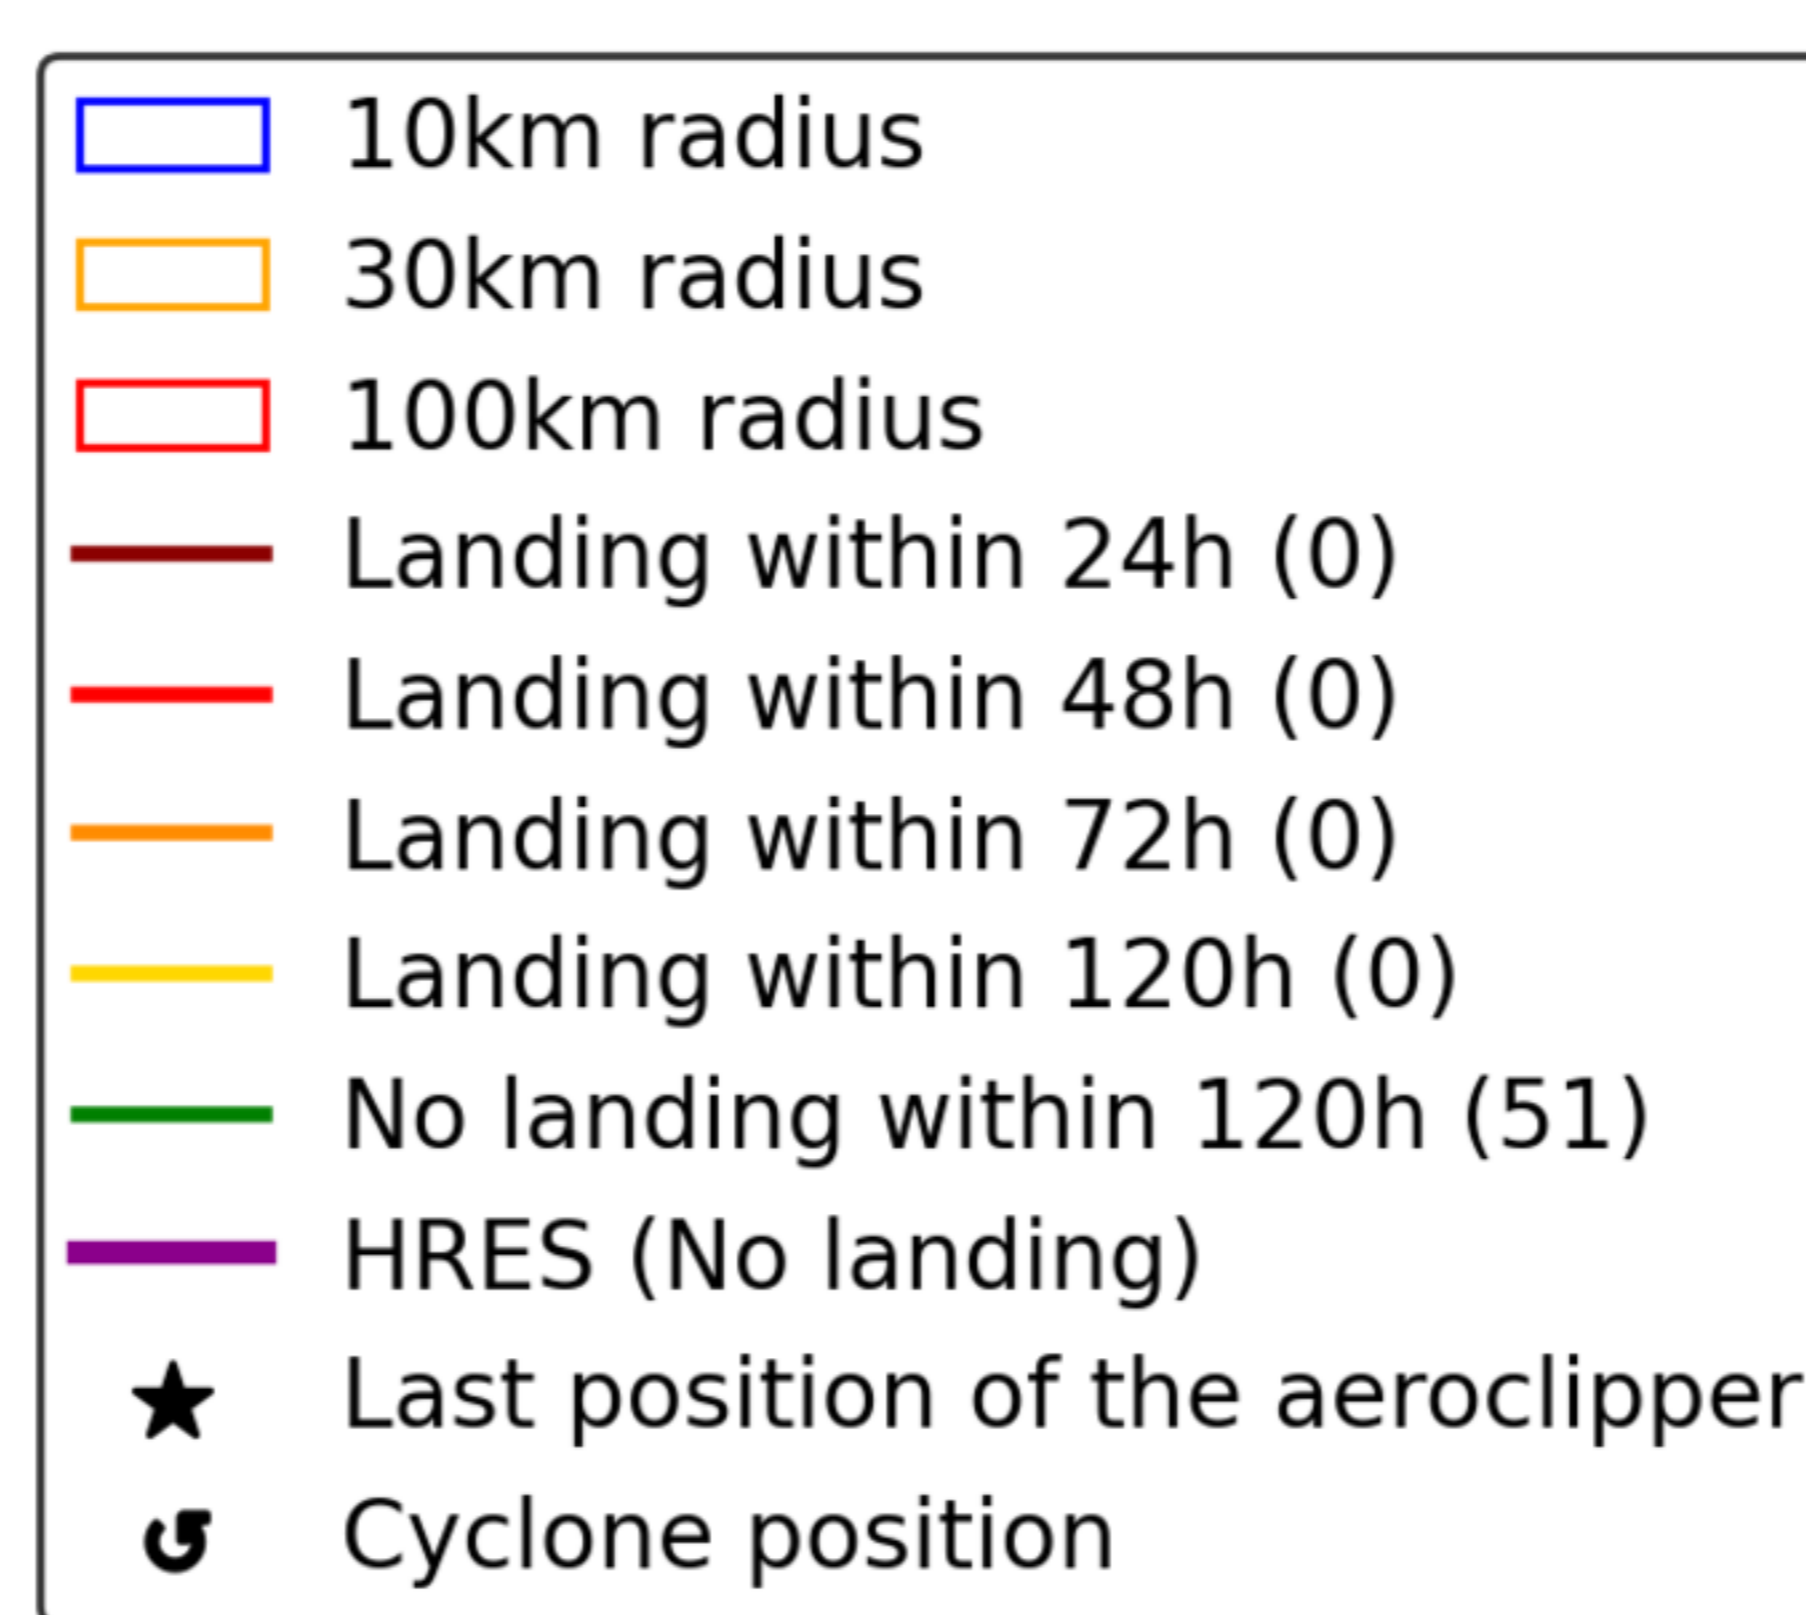 10km radius
30km radius
100km radius
Landing within 24h (0)
Landing within 48h (0)
Landing within 72h (0)
Landing within 120h (0)
No landing within 120h (51)
HRES (No landing)
Last position of the aeroclipper
Cyclone position